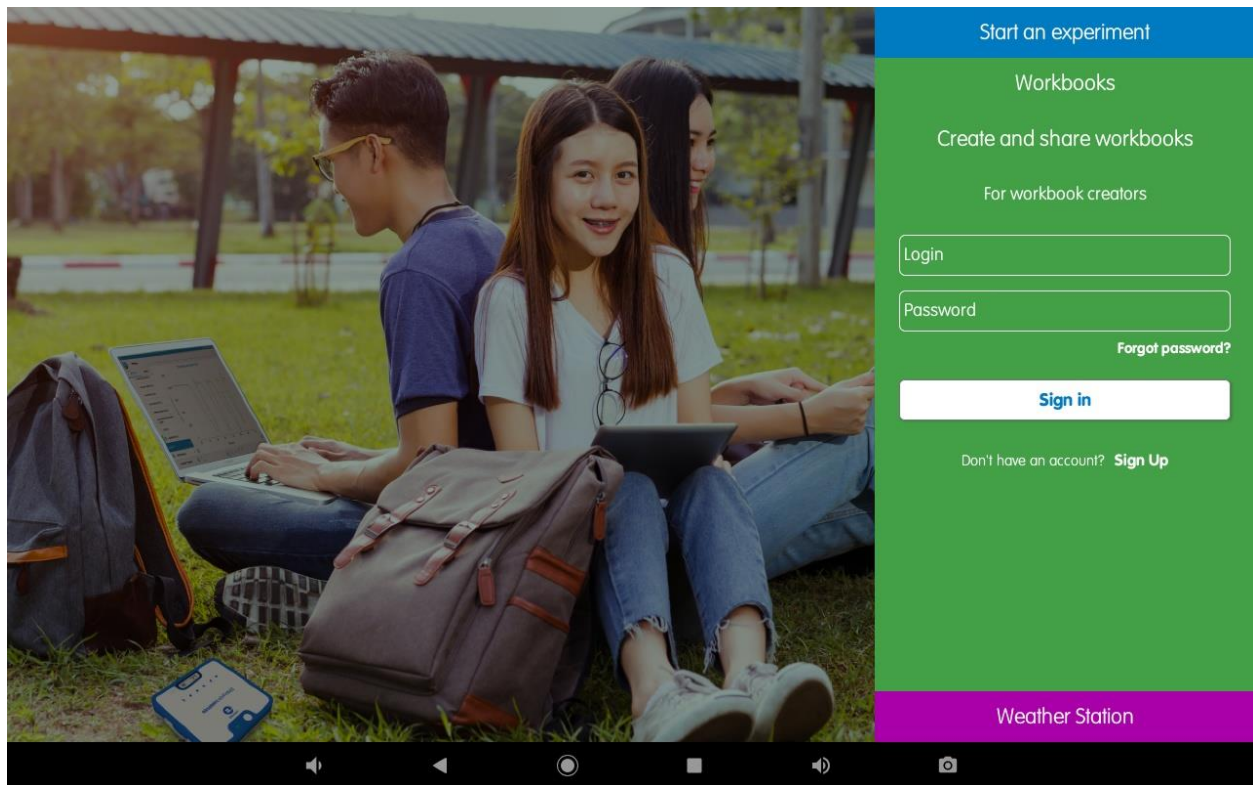 Start an experiment
Workbooks
Create and share workbooks
For workbook creators
Login
Password
Forgot password?
Sign in
Don't have an account? Sign Up
Weather Station